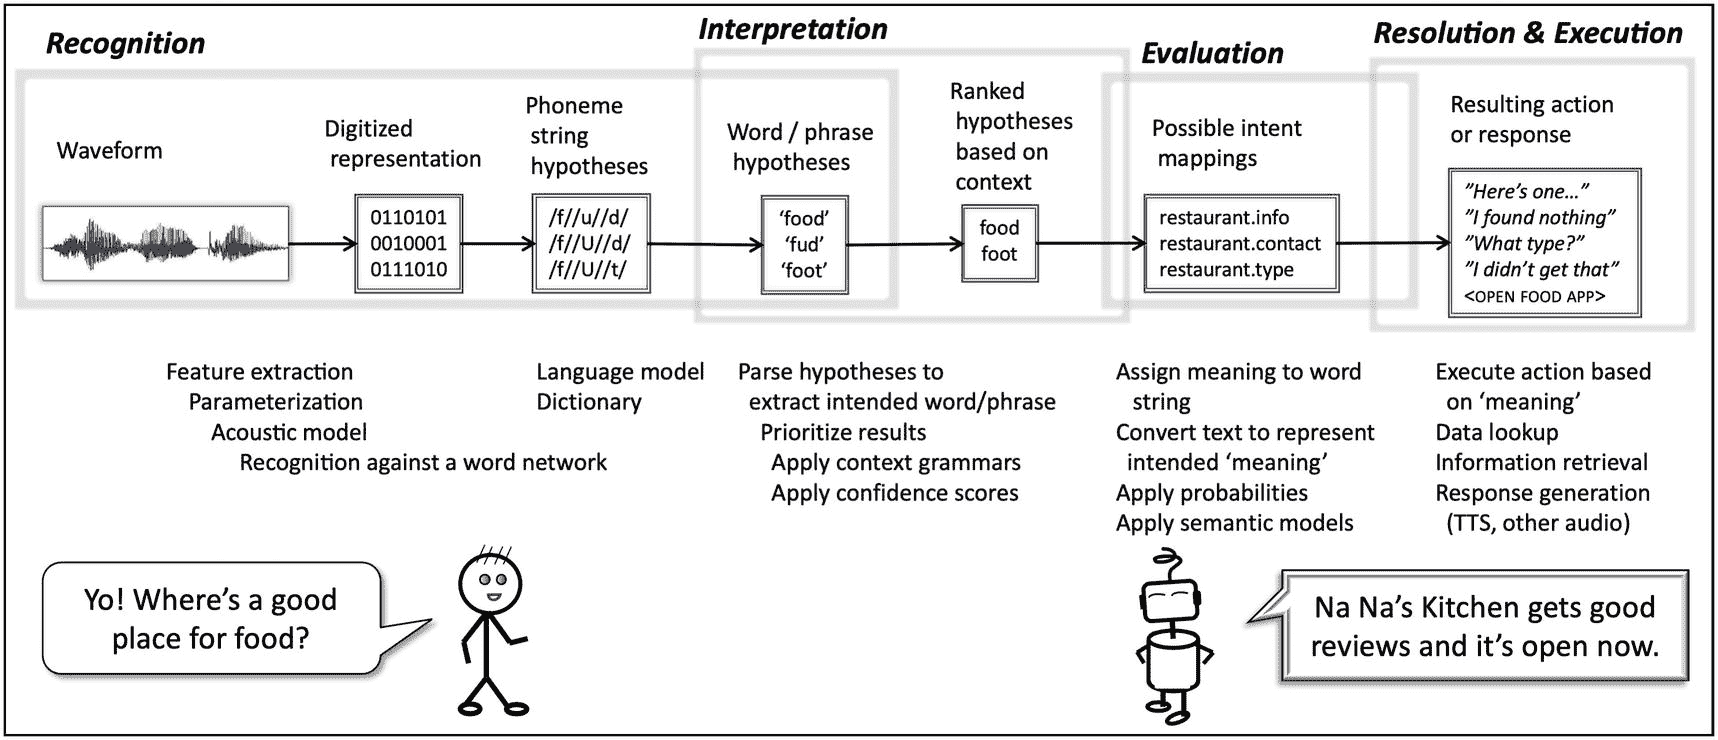 Recognition
Interpretation
Evaluation
Resolution & Execution
Waveform
Digitized
representation
Phoneme
string
hypotheses
Word / phrase
hypotheses
Ranked
hypotheses
based on
context
Possible intent
mappings
Resulting action
or response
0110101
0010001
0111010
/f//u//d/
/f//U//d/
/f//U//t/
‘food’
‘fud’
‘foot’
food
foot
restaurant.info
restaurant.contact
restaurant.type
”Here’s one...”
”I found nothing”
”What type?”
”I didn’t get that”
<OPEN FOOD APP>
Feature extraction
Parameterization
Acoustic model
Recognition against a word network
Language model
Dictionary
Parse hypotheses to
extract intended word/phrase
Prioritize results
Apply context grammars
Apply confidence scores
Assign meaning to word
string
Convert text to represent
intended ‘meaning’
Apply probabilities
Apply semantic models
Execute action based
on ‘meaning’
Data lookup
Information retrieval
Response generation
(TTS, other audio)
Yo! Where’s a good
place for food?
Na Na’s Kitchen gets good
reviews and it’s open now.